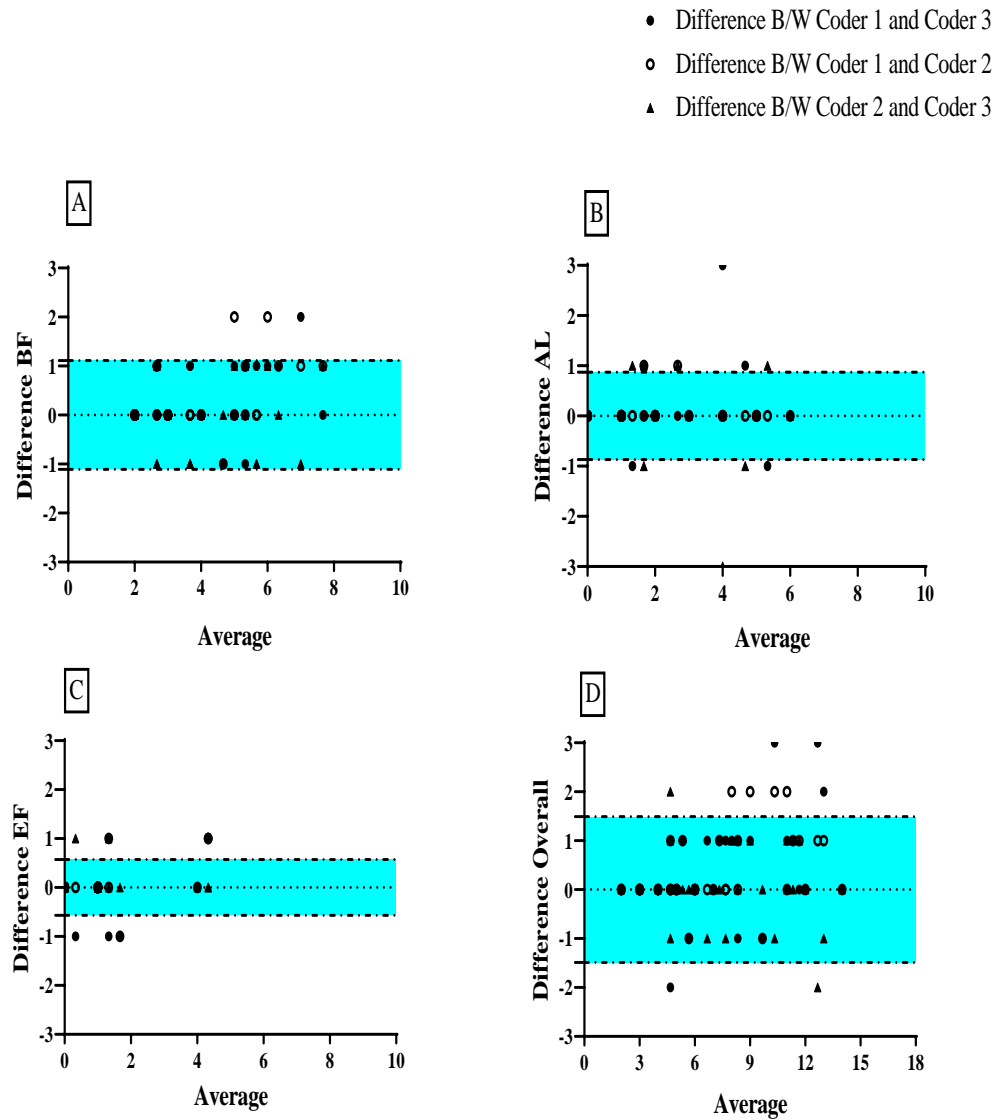 Difference B/W Coder 1 and Coder 3
Difference B/W Coder 1 and Coder 2
Difference B/W Coder 2 and Coder 3
A
3
2
1
0
-1
-2
-3
Difference BF
0 2 4 6 8 10
Average
B
3
2
1
0
-1
-2
-3
Difference AL
0 2 4 6 8 10
Average
C
3
2
1
0
-1
-2
-3
Difference EF
0 2 4 6 8 10
Average
D
3
2
1
0
-1
-2
-3
Difference Overall
0 3 6 9 12 15 18
Average